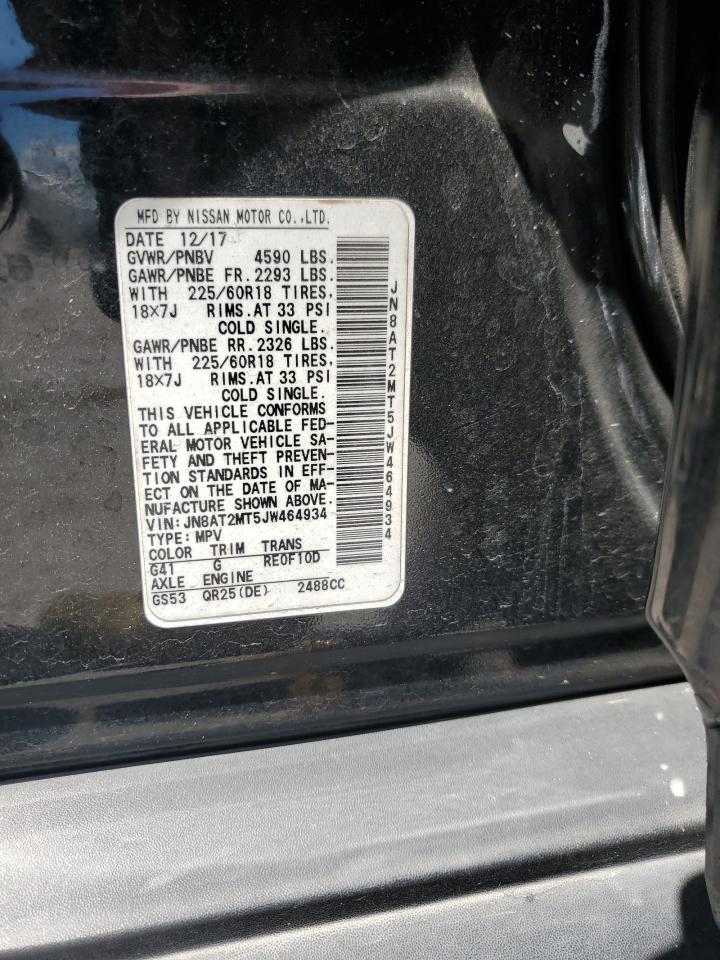 MFD BY NISSAN MOTOR CO.,LTD.
DATE 12/17
GVWR/PNBV 4590 LBS.
GAWR/PNBE FR. 2293 LBS.
WITH 225/60R18 TIRES,
18X7J RIMS.AT 33 PSI
COLD SINGLE.
GAWR/PNBE RR. 2326 LBS.
WITH 225/60R18 TIRES,
18X7J RIMS.AT 33 PSI
COLD SINGLE.
THIS VEHICLE CONFORMS
TO ALL APPLICABLE FED-
ERAL MOTOR VEHICLE SA-
FETY AND THEFT PREVEN-
TION STANDARDS IN EFF-
ECT ON THE DATE OF MA-
NUFACTURE SHOWN ABOVE.
VIN:JN8AT2MT5JW464934
TYPE:MPV
COLOR TRIM TRANS
G41 G RE0F10D
AXLE ENGINE
GS53 QR25(DE) 2488CC
JN8AT2MT5JW464934